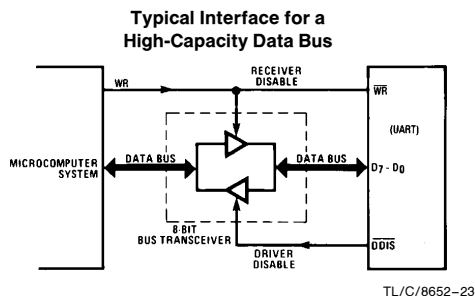 Typical Interface for a
High-Capacity Data Bus
WR
RECEIVER
DISABLE
WR
(UART)
MICROCOMPUTER
SYSTEM
DATA BUS
DATA BUS
D7 - D0
8-BIT
BUS TRANSCEIVER
DRIVER
DISABLE
DDIS
TL/C/8652–23